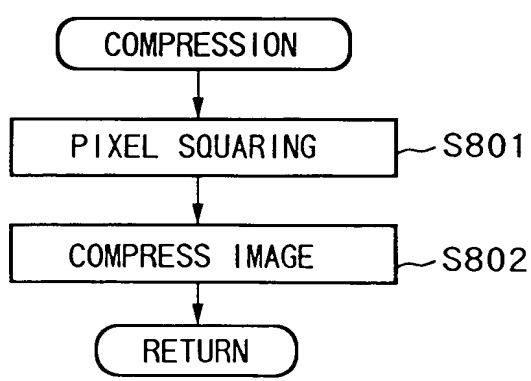 COMPRESSION
PIXEL SQUARING
S801
COMPRESS IMAGE
S802
RETURN